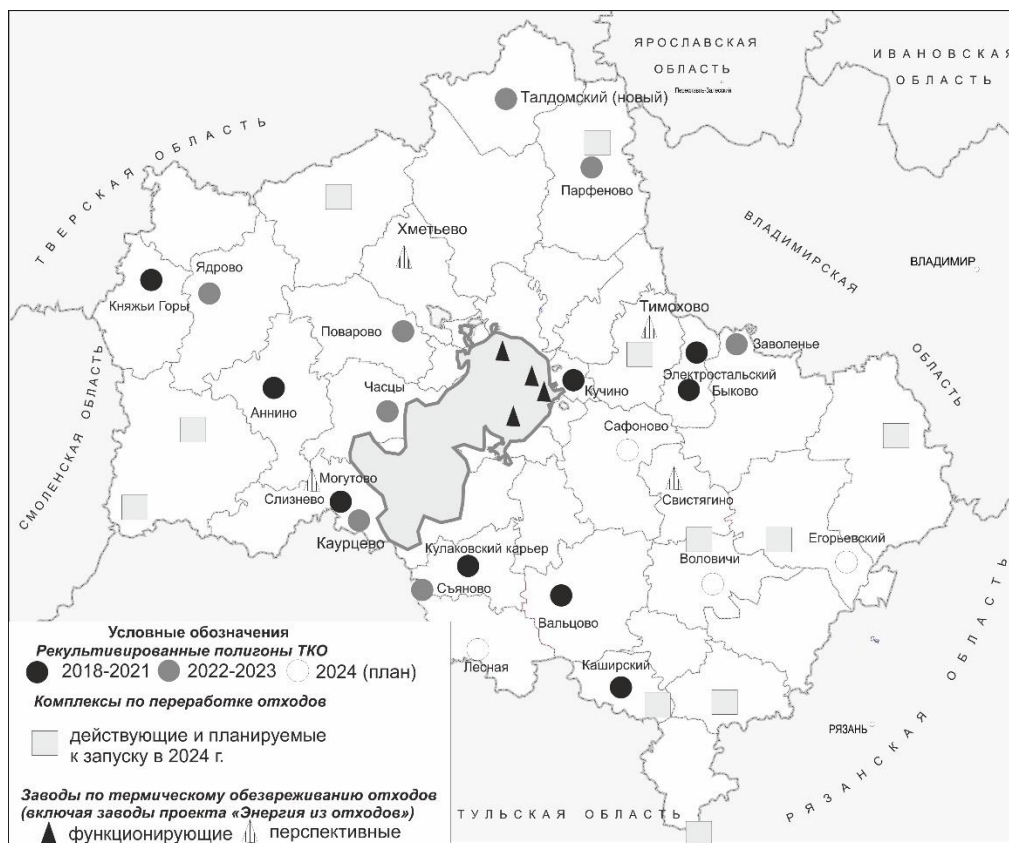 ЯРОСЛАВСКАЯ
ОБЛАСТЬ
Переславль-Залесский
ИВАНОВСКАЯ
ОБЛАСТЬ
ТВЕРСКАЯ ОБЛАСТЬ
Талдомский (новый)
Парфеново
ВЛАДИМИРСКАЯ
ОБЛАСТЬ
ВЛАДИМИР
Хметьево
Ядрово
Княжьи Горы
Поварово
Тимохово
Заволенье
Электростальский
Быково
Кучино
Часцы
Аннино
Сафоново
СМОЛЕНСКАЯ ОБЛАСТЬ
Могутово
Слизнево
Каурцево
Свистягино
Егорьевский
Воловичи
Кулаковский карьер
Съяново
Вальцово
Лесная
Каширский
РЯЗАНЬ
РЯЗАНСКАЯ ОБЛАСТЬ
ТУЛЬСКАЯ ОБЛАСТЬ
Условные обозначения
Рекультивированные полигоны ТКО
2018-2021 2022-2023 2024 (план)
Комплексы по переработке отходов
действующие и планируемые
к запуску в 2024 г.
Заводы по термическому обезвреживанию отходов
(включая заводы проекта «Энергия из отходов»)
функционирующие перспективные